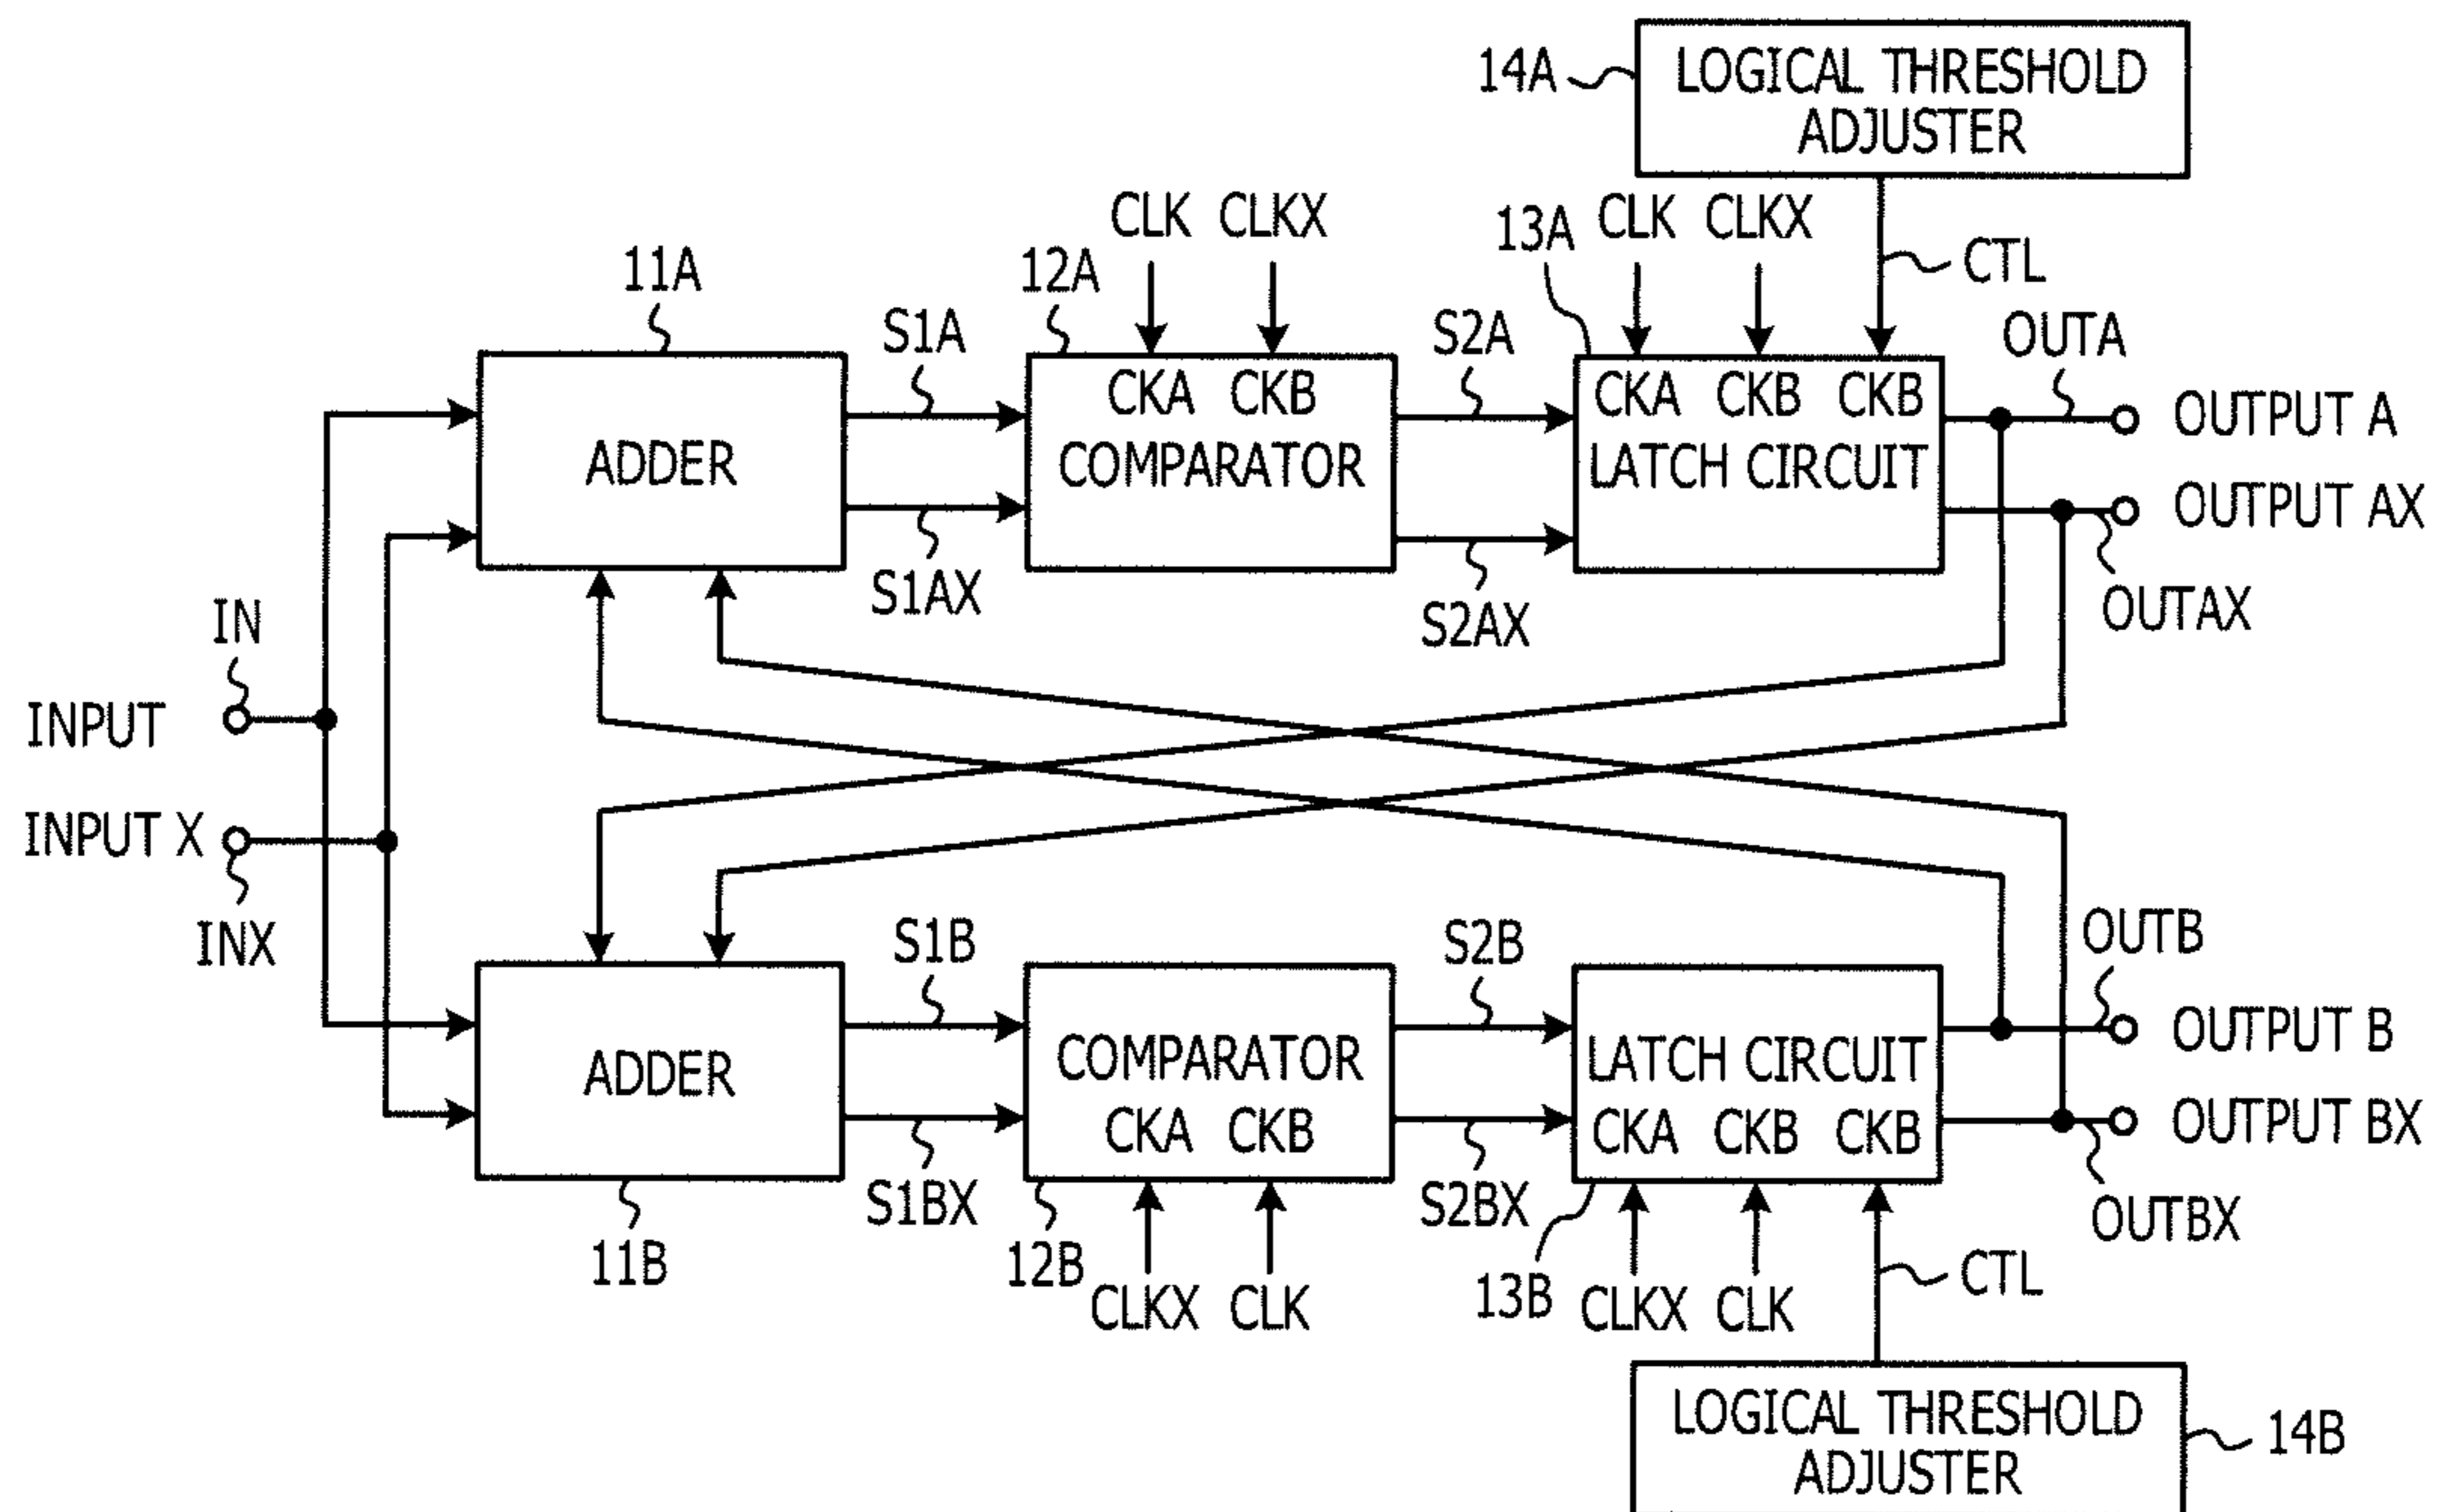 14A
LOGICAL THRESHOLD
ADJUSTER
CLK CLKX
13A
CLK CLKX
CTL
11A
12A
S1A
S2A
OUTA
ADDER
CKA CKB
COMPARATOR
CKA CKB CKB
LATCH CIRCUIT
OUTPUT A
OUTPUT AX
S1AX
S2AX
OUTAX
IN
INPUT
INPUT X
INX
S1B
S2B
OUTB
ADDER
COMPARATOR
CKA CKB
LATCH CIRCUIT
CKA CKB CKB
OUTPUT B
OUTPUT BX
S1BX
S2BX
OUTBX
11B
12B
CLKX CLK
13B
CLKX CLK
CTL
LOGICAL THRESHOLD
ADJUSTER
14B